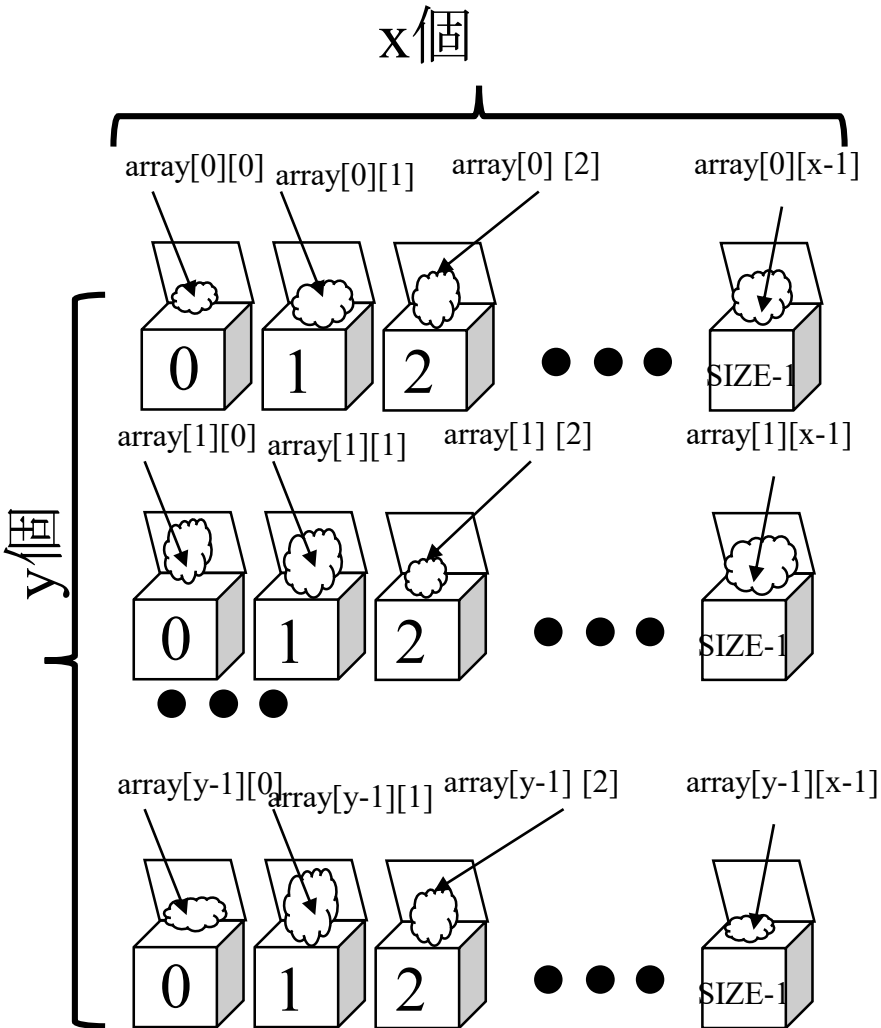 x個
array[0][0] array[0][1] array[0] [2] array[0][x-1]
0 1 2 SIZE-1
y個
array[1][0] array[1][1] array[1] [2] array[1][x-1]
0 1 2 SIZE-1
array[y-1][0] array[y-1][1] array[y-1] [2] array[y-1][x-1]
0 1 2 SIZE-1